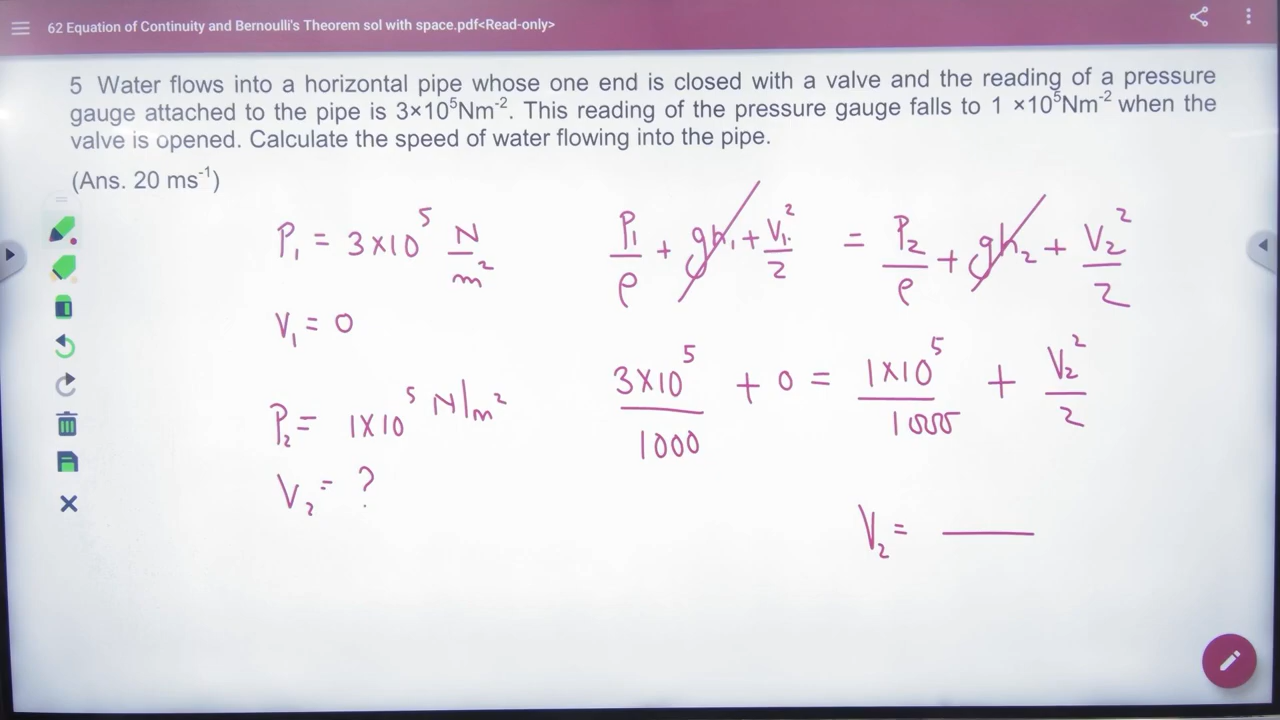 62 Equation of Continuity and Bernoulli's Theorem sol with space.pdf<Read-only>
5 Water flows into a horizontal pipe whose one end is closed with a valve and the reading of a pressure
gauge attached to the pipe is 3×10⁵Nm⁻². This reading of the pressure gauge falls to 1 ×10⁵Nm⁻² when the
valve is opened. Calculate the speed of water flowing into the pipe.
(Ans. 20 ms⁻¹)
P₁ = 3×10⁵ N/m²
P₁/ρ + gh₁ + V₁²/2 = P₂/ρ + gh₂ + V₂²/2
V₁ = 0
3×10⁵/1000 + 0 = 1×10⁵/1000 + V₂²/2
P₂ = 1×10⁵ N/m²
V₂ = ?
V₂ =